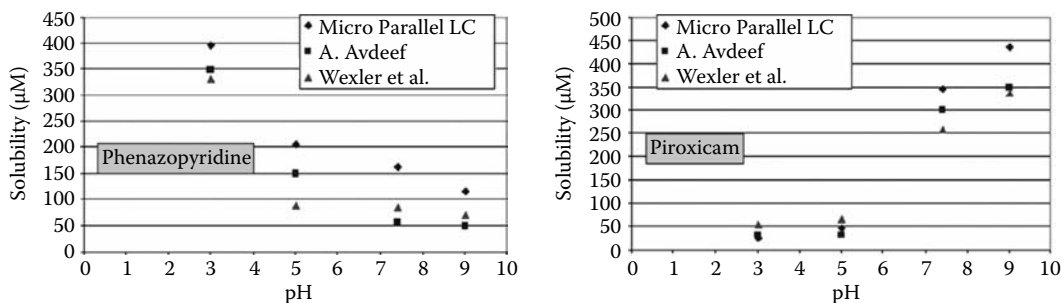 Solubility (µM)
450
400
350
300
250
200
150
100
50
0
Micro Parallel LC
A. Avdeef
Wexler et al.
Phenazopyridine
0 1 2 3 4 5 6 7 8 9 10
pH
Solubility (µM)
500
450
400
350
300
250
200
150
100
50
0
Micro Parallel LC
A. Avdeef
Wexler et al.
Piroxicam
0 1 2 3 4 5 6 7 8 9 10
pH